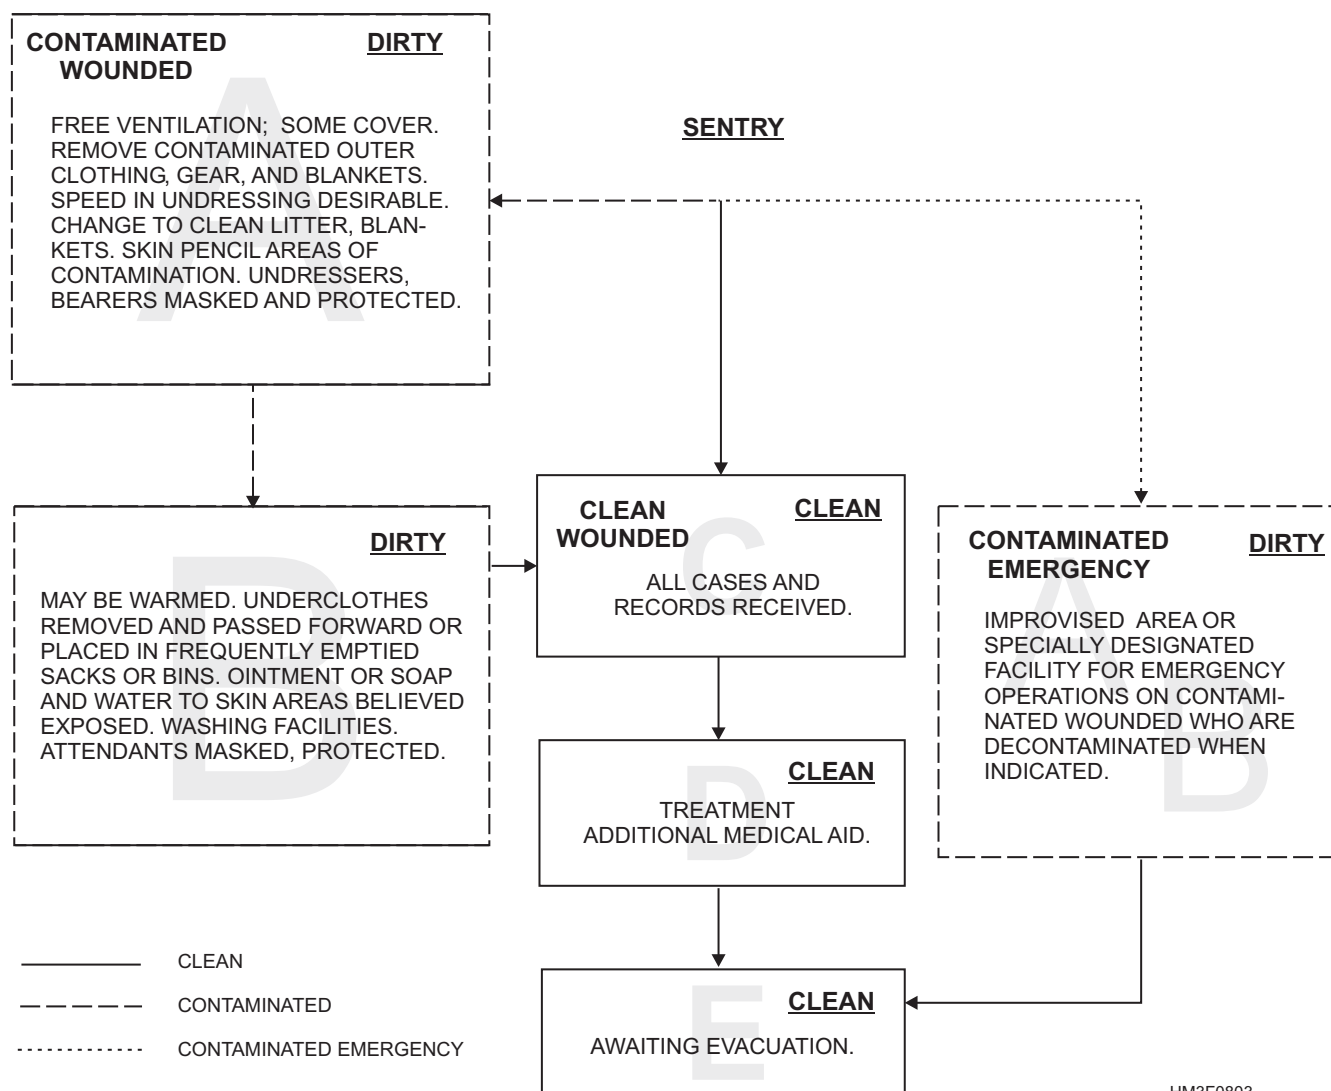 CONTAMINATED
WOUNDED
DIRTY
FREE VENTILATION; SOME COVER.
REMOVE CONTAMINATED OUTER
CLOTHING, GEAR, AND BLANKETS.
SPEED IN UNDRESSING DESIRABLE.
CHANGE TO CLEAN LITTER, BLAN-
KETS. SKIN PENCIL AREAS OF
CONTAMINATION. UNDRESSERS,
BEARERS MASKED AND PROTECTED.
A
SENTRY
DIRTY
MAY BE WARMED. UNDERCLOTHES
REMOVED AND PASSED FORWARD OR
PLACED IN FREQUENTLY EMPTIED
SACKS OR BINS. OINTMENT OR SOAP
AND WATER TO SKIN AREAS BELIEVED
EXPOSED. WASHING FACILITIES.
ATTENDANTS MASKED, PROTECTED.
B
CLEAN
WOUNDED
CLEAN
C
ALL CASES AND
RECORDS RECEIVED.
CONTAMINATED
EMERGENCY
DIRTY
IMPROVISED AREA OR
SPECIALLY DESIGNATED
FACILITY FOR EMERGENCY
OPERATIONS ON CONTAMI-
NATED WOUNDED WHO ARE
DECONTAMINATED WHEN
INDICATED.
A
B
CLEAN
D
TREATMENT
ADDITIONAL MEDICAL AID.
CLEAN
E
AWAITING EVACUATION.
CLEAN
CONTAMINATED
CONTAMINATED EMERGENCY